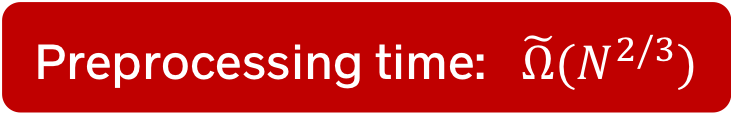 Preprocessing time: Ω̃(N^{2/3})